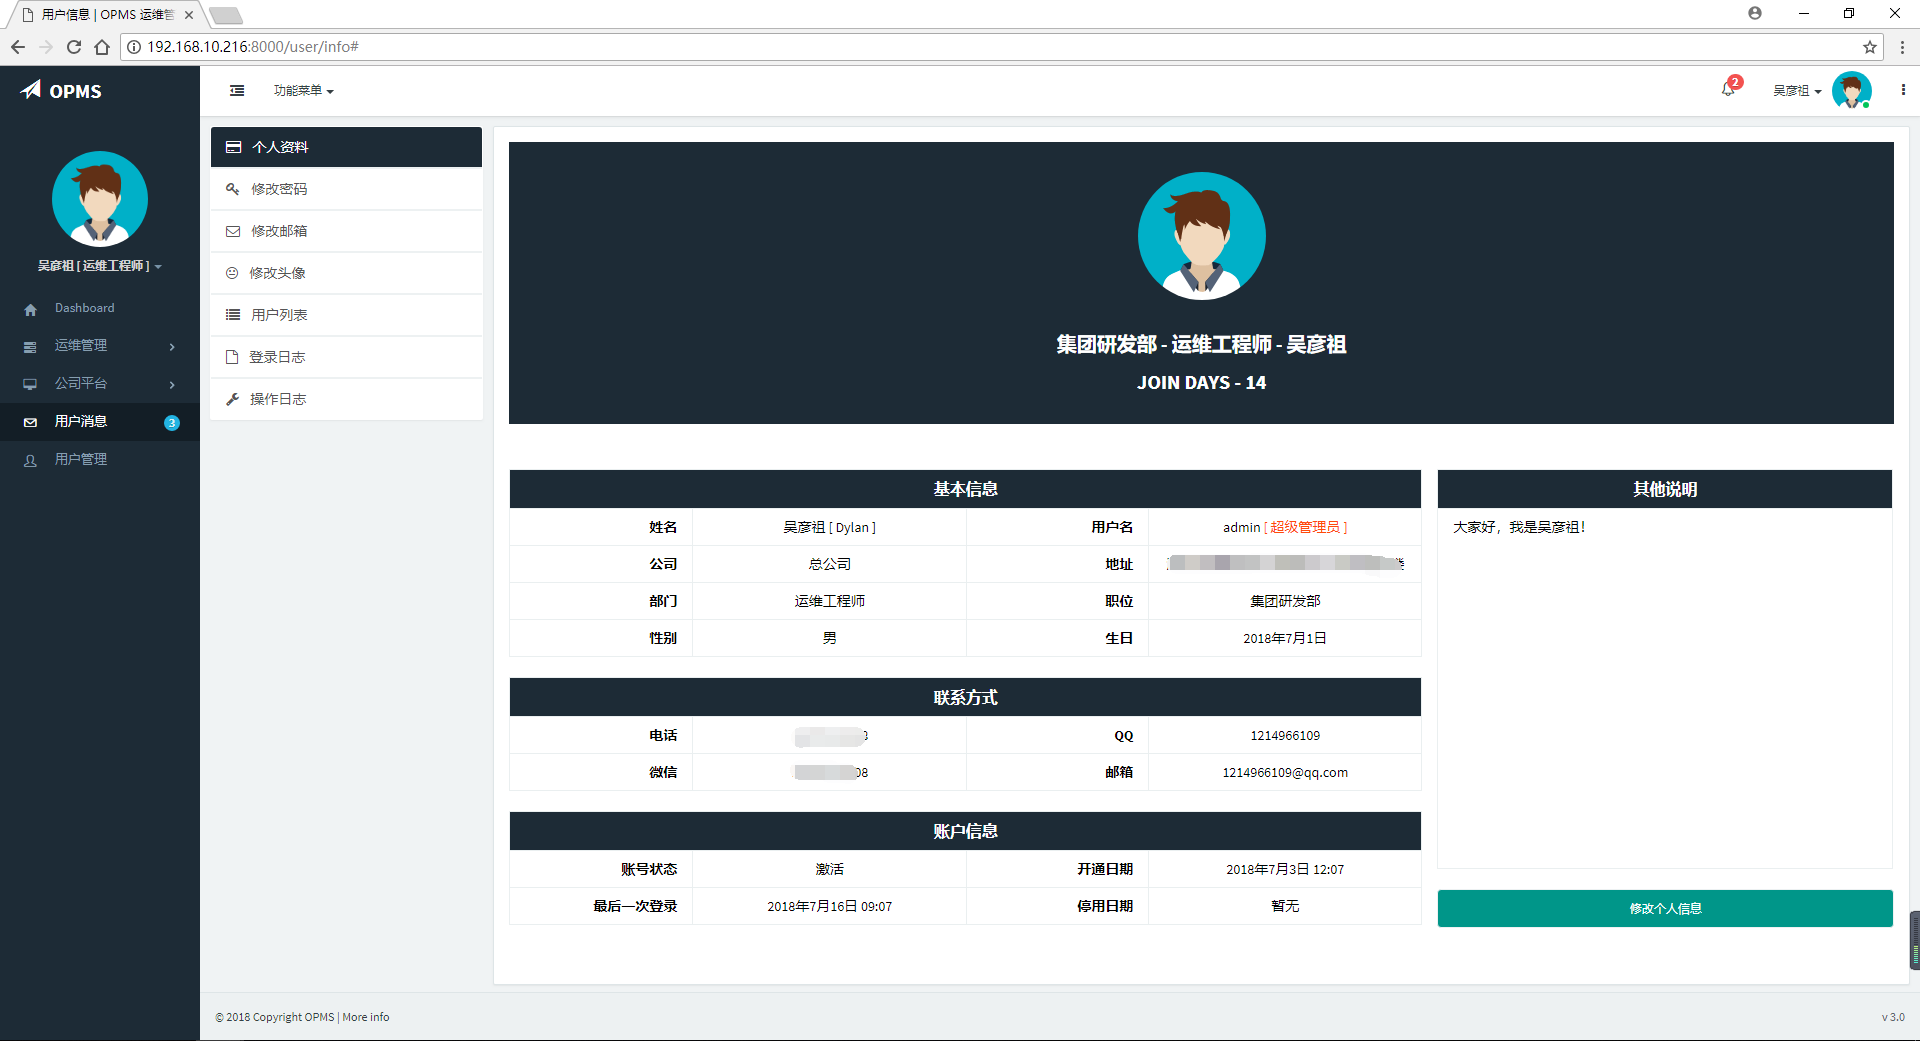 用户信息 | OPMS 运维管
192.168.10.216:8000/user/info#
OPMS
功能菜单
2
吴彦祖
吴彦祖 [ 运维工程师 ]
Dashboard
运维管理
公司平台
用户消息
3
用户管理
个人资料
修改密码
修改邮箱
修改头像
用户列表
登录日志
操作日志
集团研发部 - 运维工程师 - 吴彦祖
JOIN DAYS - 14
基本信息
姓名 吴彦祖 [ Dylan ] 用户名 admin [ 超级管理员 ]
公司 总公司 地址
部门 运维工程师 职位 集团研发部
性别 男 生日 2018年7月1日
联系方式
电话 QQ 1214966109
微信 08 邮箱 1214966109@qq.com
账户信息
账号状态 激活 开通日期 2018年7月3日 12:07
最后一次登录 2018年7月16日 09:07 停用日期 暂无
其他说明
大家好，我是吴彦祖！
修改个人信息
© 2018 Copyright OPMS | More info
v 3.0